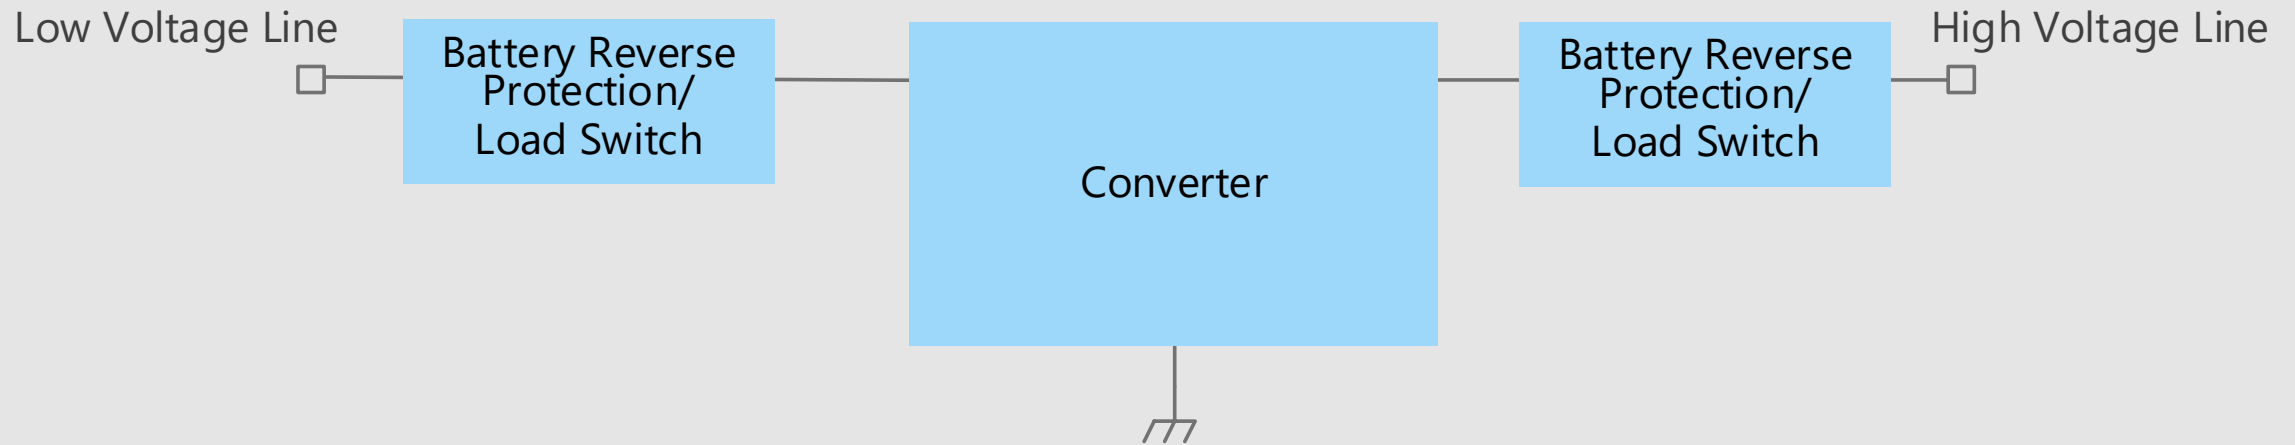 Low Voltage Line
Battery Reverse
Protection/
Load Switch
Converter
Battery Reverse
Protection/
Load Switch
High Voltage Line